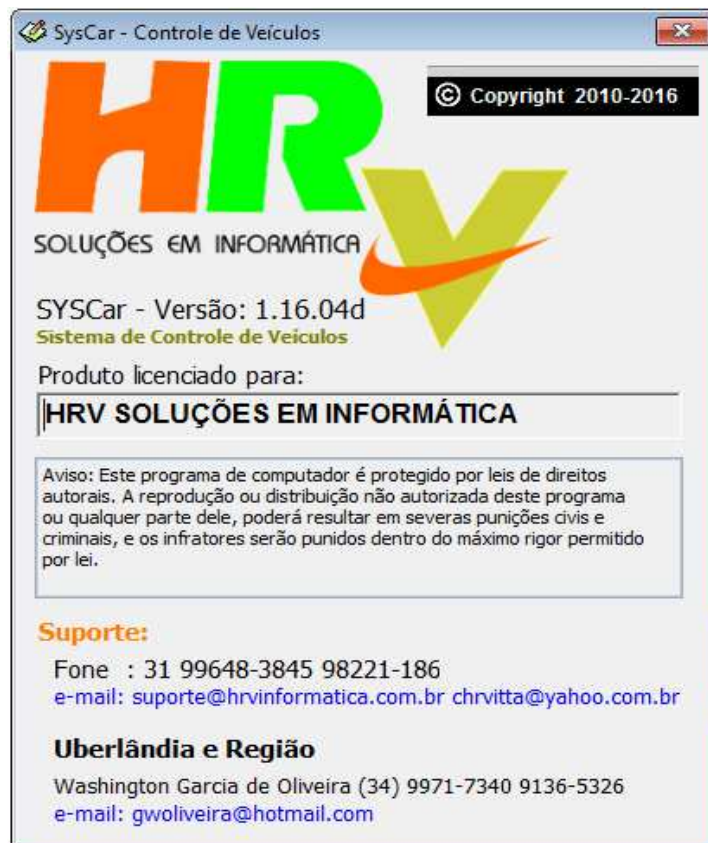 SysCar - Controle de Veículos
HRV
© Copyright 2010-2016
SOLUÇÕES EM INFORMÁTICA
SYSCar - Versão: 1.16.04d
Sistema de Controle de Veículos
Produto licenciado para:
HRV SOLUÇÕES EM INFORMÁTICA
Aviso: Este programa de computador é protegido por leis de direitos
autorais. A reprodução ou distribuição não autorizada deste programa
ou qualquer parte dele, poderá resultar em severas punições civis e
criminais, e os infratores serão punidos dentro do máximo rigor permitido
por lei.
Suporte:
Fone : 31 99648-3845 98221-186
e-mail: suporte@hrvinformatica.com.br chrvitta@yahoo.com.br
Uberlândia e Região
Washington Garcia de Oliveira (34) 9971-7340 9136-5326
e-mail: gwoliveira@hotmail.com